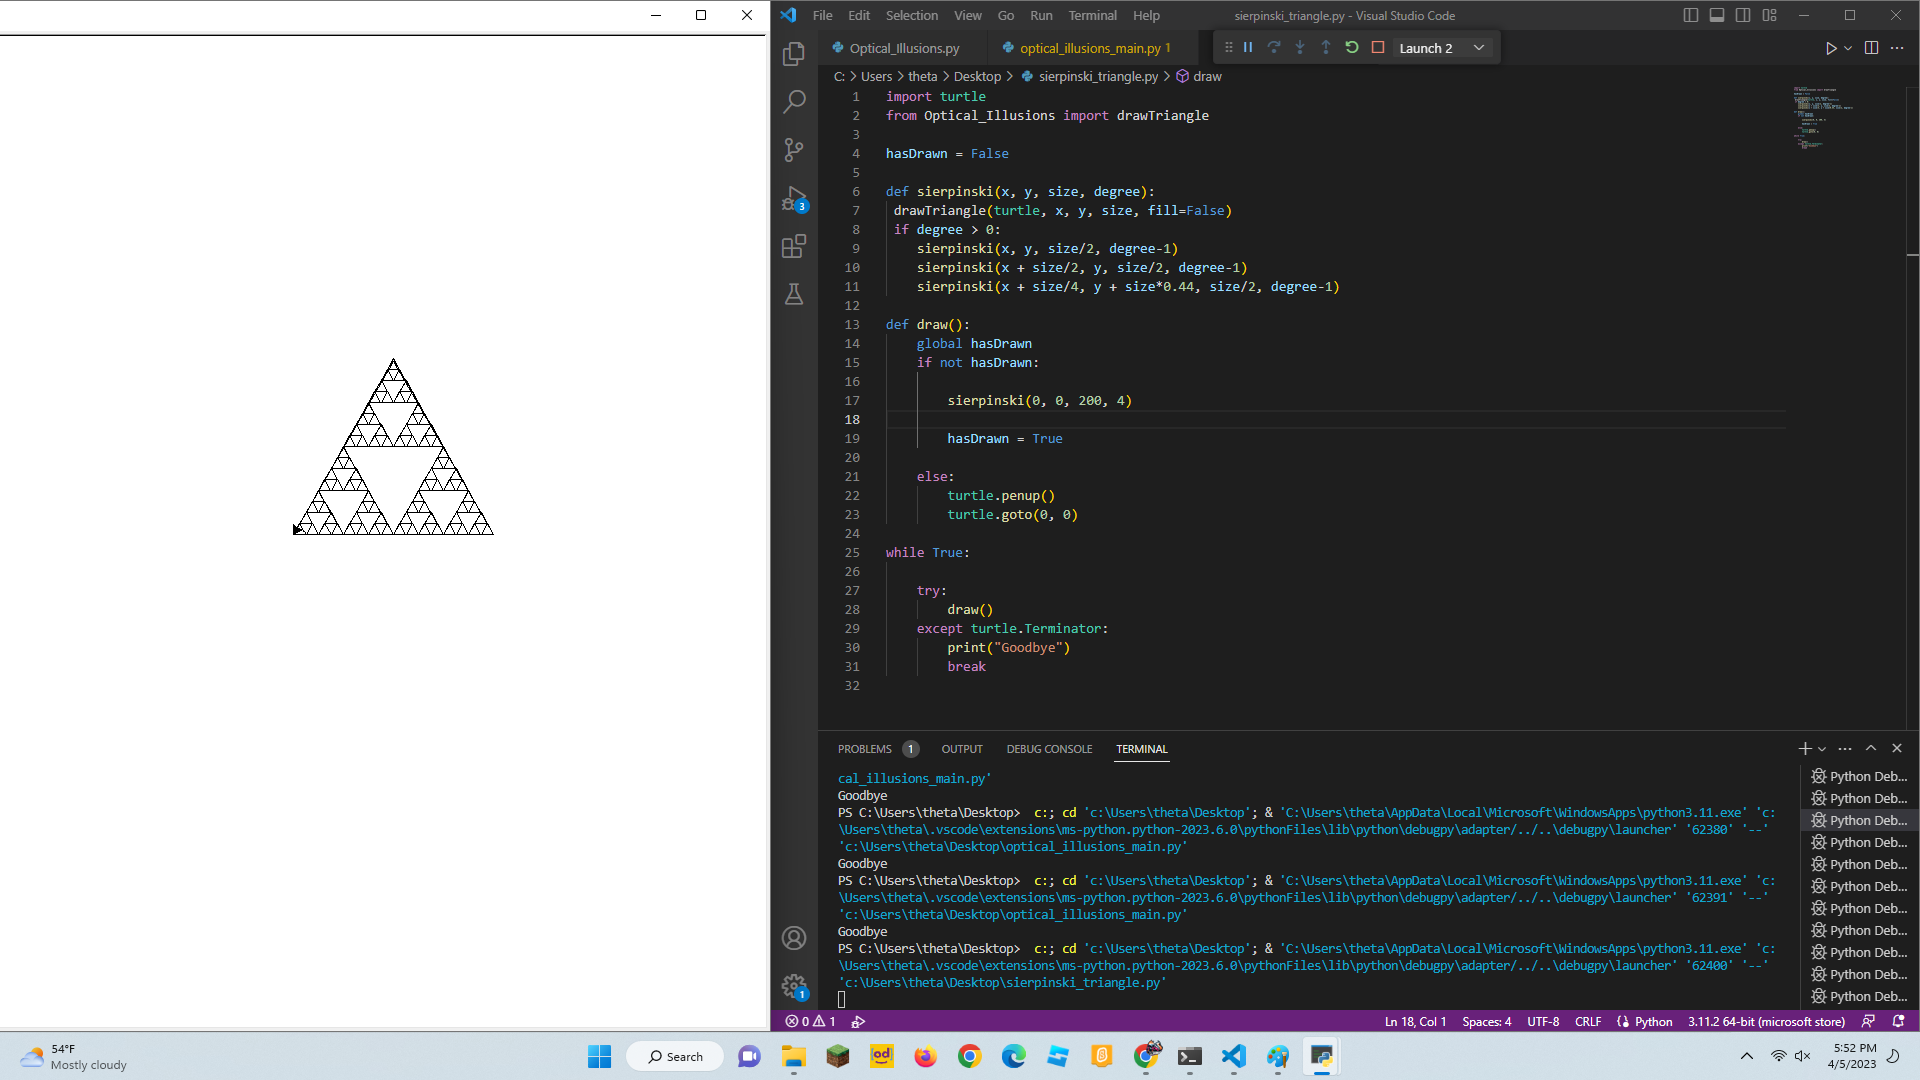 File Edit Selection View Go Run Terminal Help
sierpinski_triangle.py - Visual Studio Code
Optical_Illusions.py
optical_illusions_main.py 1
Launch 2
C: > Users > theta > Desktop > sierpinski_triangle.py > draw
1 import turtle
2 from Optical_Illusions import drawTriangle
3
4 hasDrawn = False
5
6 def sierpinski(x, y, size, degree):
7 drawTriangle(turtle, x, y, size, fill=False)
8 if degree > 0:
9 sierpinski(x, y, size/2, degree-1)
10 sierpinski(x + size/2, y, size/2, degree-1)
11 sierpinski(x + size/4, y + size*0.44, size/2, degree-1)
12
13 def draw():
14 global hasDrawn
15 if not hasDrawn:
16
17 sierpinski(0, 0, 200, 4)
18
19 hasDrawn = True
20
21 else:
22 turtle.penup()
23 turtle.goto(0, 0)
24
25 while True:
26
27 try:
28 draw()
29 except turtle.Terminator:
30 print("Goodbye")
31 break
32
3
1
PROBLEMS 1 OUTPUT DEBUG CONSOLE TERMINAL
cal_illusions_main.py'
Goodbye
PS C:\Users\theta\Desktop> c:; cd 'c:\Users\theta\Desktop'; & 'C:\Users\theta\AppData\Local\Microsoft\WindowsApps\python3.11.exe' 'c:
\Users\theta\.vscode\extensions\ms-python.python-2023.6.0\pythonFiles\lib\python\debugpy\adapter/../..\debugpy\launcher' '62380' '--'
'c:\Users\theta\Desktop\optical_illusions_main.py'
Goodbye
PS C:\Users\theta\Desktop> c:; cd 'c:\Users\theta\Desktop'; & 'C:\Users\theta\AppData\Local\Microsoft\WindowsApps\python3.11.exe' 'c:
\Users\theta\.vscode\extensions\ms-python.python-2023.6.0\pythonFiles\lib\python\debugpy\adapter/../..\debugpy\launcher' '62391' '--'
'c:\Users\theta\Desktop\optical_illusions_main.py'
Goodbye
PS C:\Users\theta\Desktop> c:; cd 'c:\Users\theta\Desktop'; & 'C:\Users\theta\AppData\Local\Microsoft\WindowsApps\python3.11.exe' 'c:
\Users\theta\.vscode\extensions\ms-python.python-2023.6.0\pythonFiles\lib\python\debugpy\adapter/../..\debugpy\launcher' '62400' '--'
'c:\Users\theta\Desktop\sierpinski_triangle.py'
Python Deb...
Python Deb...
Python Deb...
Python Deb...
Python Deb...
Python Deb...
Python Deb...
Python Deb...
Python Deb...
Python Deb...
Python Deb...
0 1
Ln 18, Col 1 Spaces: 4 UTF-8 CRLF Python 3.11.2 64-bit (microsoft store)
54°F
Mostly cloudy
Search
od
5:52 PM
4/5/2023